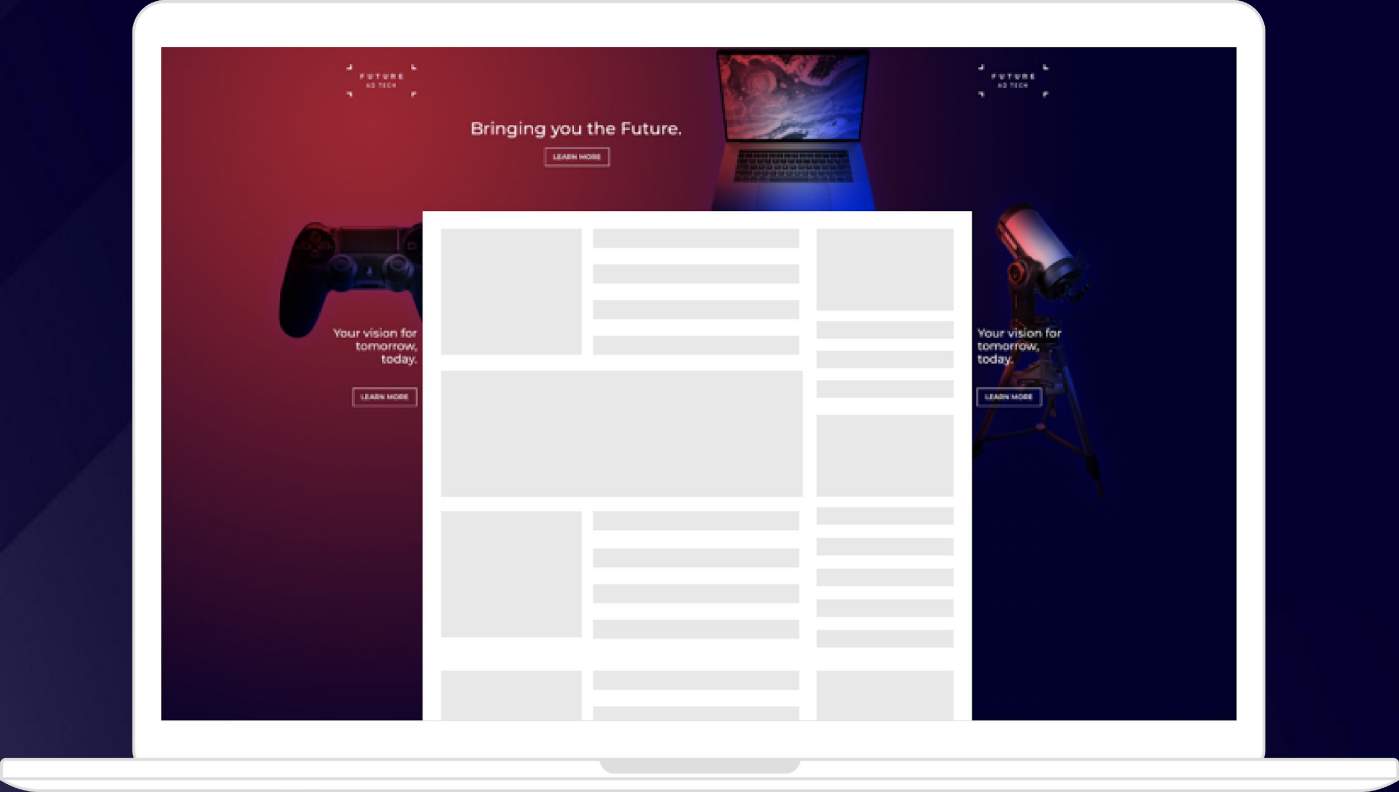 FUTURE
AD TECH
FUTURE
AD TECH
Bringing you the Future.
LEARN MORE
Your vision for
tomorrow,
today.
LEARN MORE
Your vision for
tomorrow,
today.
LEARN MORE